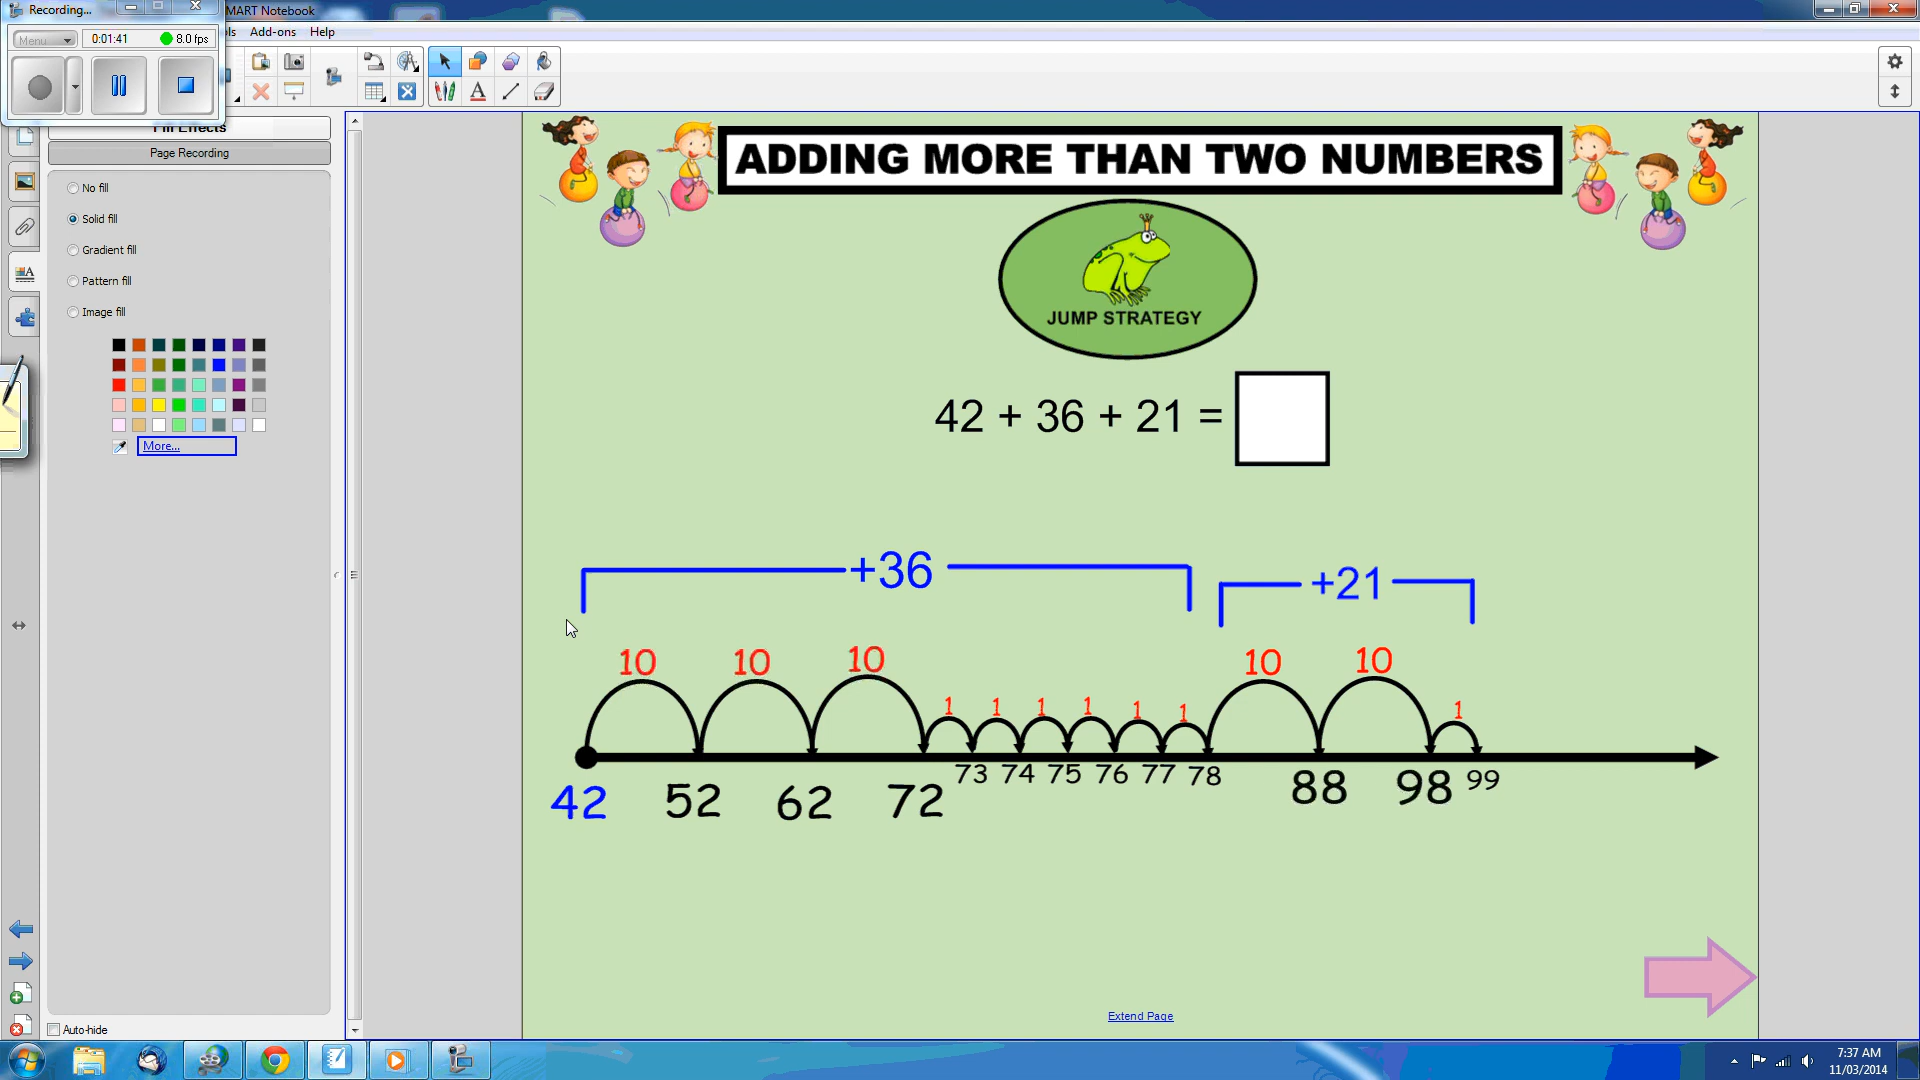 Recording...
MART Notebook
Menu
0:01:41
8.0 fps
ls Add-ons Help
Fill Effects
Page Recording
No fill
Solid fill
Gradient fill
Pattern fill
Image fill
More...
Auto-hide
ADDING MORE THAN TWO NUMBERS
JUMP STRATEGY
42 + 36 + 21 =
+36
+21
10 10 10 1 1 1 1 1 1 10 10 1
42 52 62 72 73 74 75 76 77 78 88 98 99
Extend Page
7:37 AM
11/03/2014